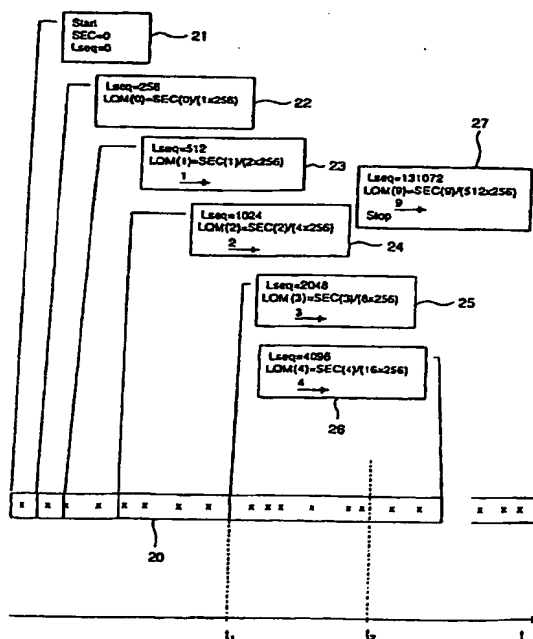 Start
SEC=0
Lseq=0
21
Lseq=256
LOM(0)=SEC(0)/(1x256)
22
Lseq=512
LOM(1)=SEC(1)/(2x256)
1
23
27
Lseq=131072
LOM(9)=SEC(9)/(512x256)
9
Stop
Lseq=1024
LOM(2)=SEC(2)/(4x256)
2
24
Lseq=2048
LOM(3)=SEC(3)/(8x256)
3
25
Lseq=4096
LOM(4)=SEC(4)/(16x256)
4
26
x x x x x x x x x x x x x x x x x x x
20
t₁ t₂ t